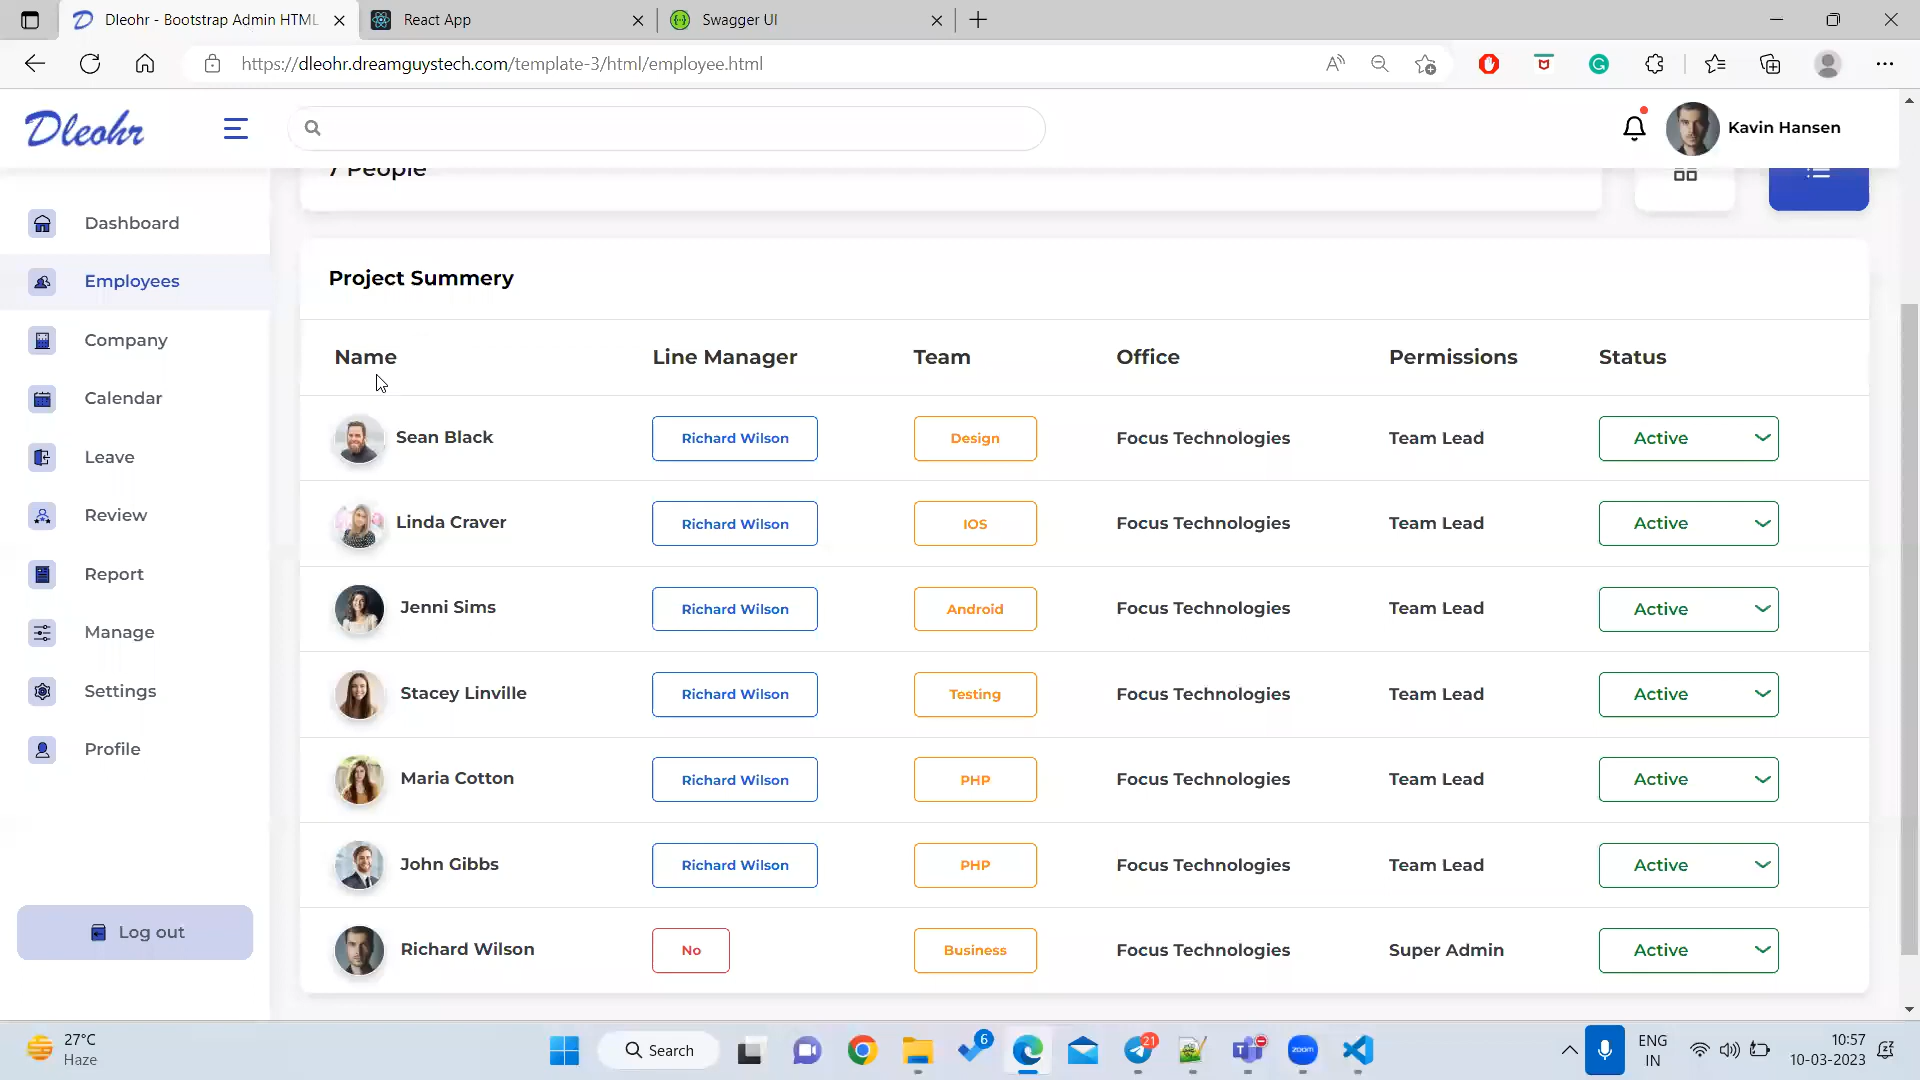 Dleohr - Bootstrap Admin HTML
React App
Swagger UI
https://dleohr.dreamguystech.com/template-3/html/employee.html
Dleohr
Kavin Hansen
7 People
Dashboard
Employees
Company
Calendar
Leave
Review
Report
Manage
Settings
Profile
Log out
Project Summery
Name Line Manager Team Office Permissions Status
Sean Black Richard Wilson Design Focus Technologies Team Lead Active
Linda Craver Richard Wilson IOS Focus Technologies Team Lead Active
Jenni Sims Richard Wilson Android Focus Technologies Team Lead Active
Stacey Linville Richard Wilson Testing Focus Technologies Team Lead Active
Maria Cotton Richard Wilson PHP Focus Technologies Team Lead Active
John Gibbs Richard Wilson PHP Focus Technologies Team Lead Active
Richard Wilson No Business Focus Technologies Super Admin Active
27°C
Haze
Search
6
21
zoom
ENG
IN
10:57
10-03-2023